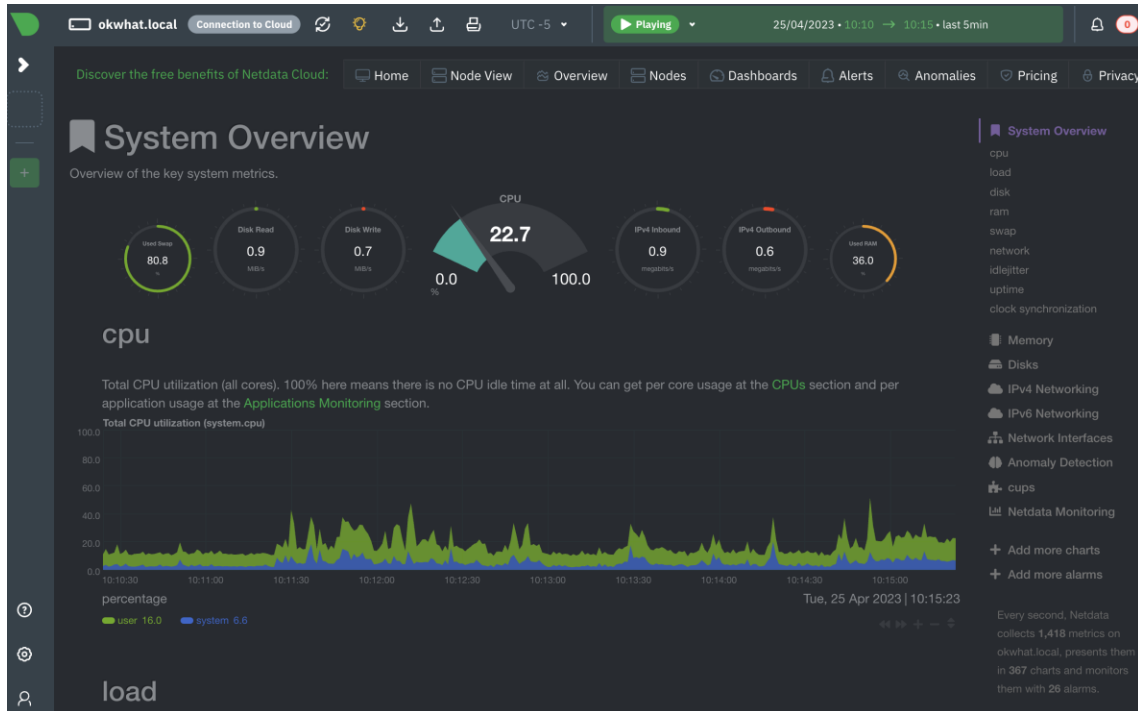 okwhat.local Connection to Cloud UTC -5 Playing 25/04/2023 • 10:10 → 10:15 • last 5min 0
Discover the free benefits of Netdata Cloud: Home Node View Overview Nodes Dashboards Alerts Anomalies Pricing Privacy
System Overview
Overview of the key system metrics.
Used Swap
80.8
%
Disk Read
0.9
MiB/s
Disk Write
0.7
MiB/s
CPU
22.7
0.0 100.0
%
IPv4 Inbound
0.9
megabits/s
IPv4 Outbound
0.6
megabits/s
Used RAM
36.0
%
cpu
Total CPU utilization (all cores). 100% here means there is no CPU idle time at all. You can get per core usage at the CPUs section and per
application usage at the Applications Monitoring section.
Total CPU utilization (system.cpu)
100.0
80.0
60.0
40.0
20.0
0.0
10:10:30 10:11:00 10:11:30 10:12:00 10:12:30 10:13:00 10:13:30 10:14:00 10:14:30 10:15:00
percentage Tue, 25 Apr 2023 | 10:15:23
user 16.0 system 6.6
load
System Overview
cpu
load
disk
ram
swap
network
idlejitter
uptime
clock synchronization
Memory
Disks
IPv4 Networking
IPv6 Networking
Network Interfaces
Anomaly Detection
cups
Netdata Monitoring
Add more charts
Add more alarms
Every second, Netdata
collects 1,418 metrics on
okwhat.local, presents them
in 367 charts and monitors
them with 26 alarms.